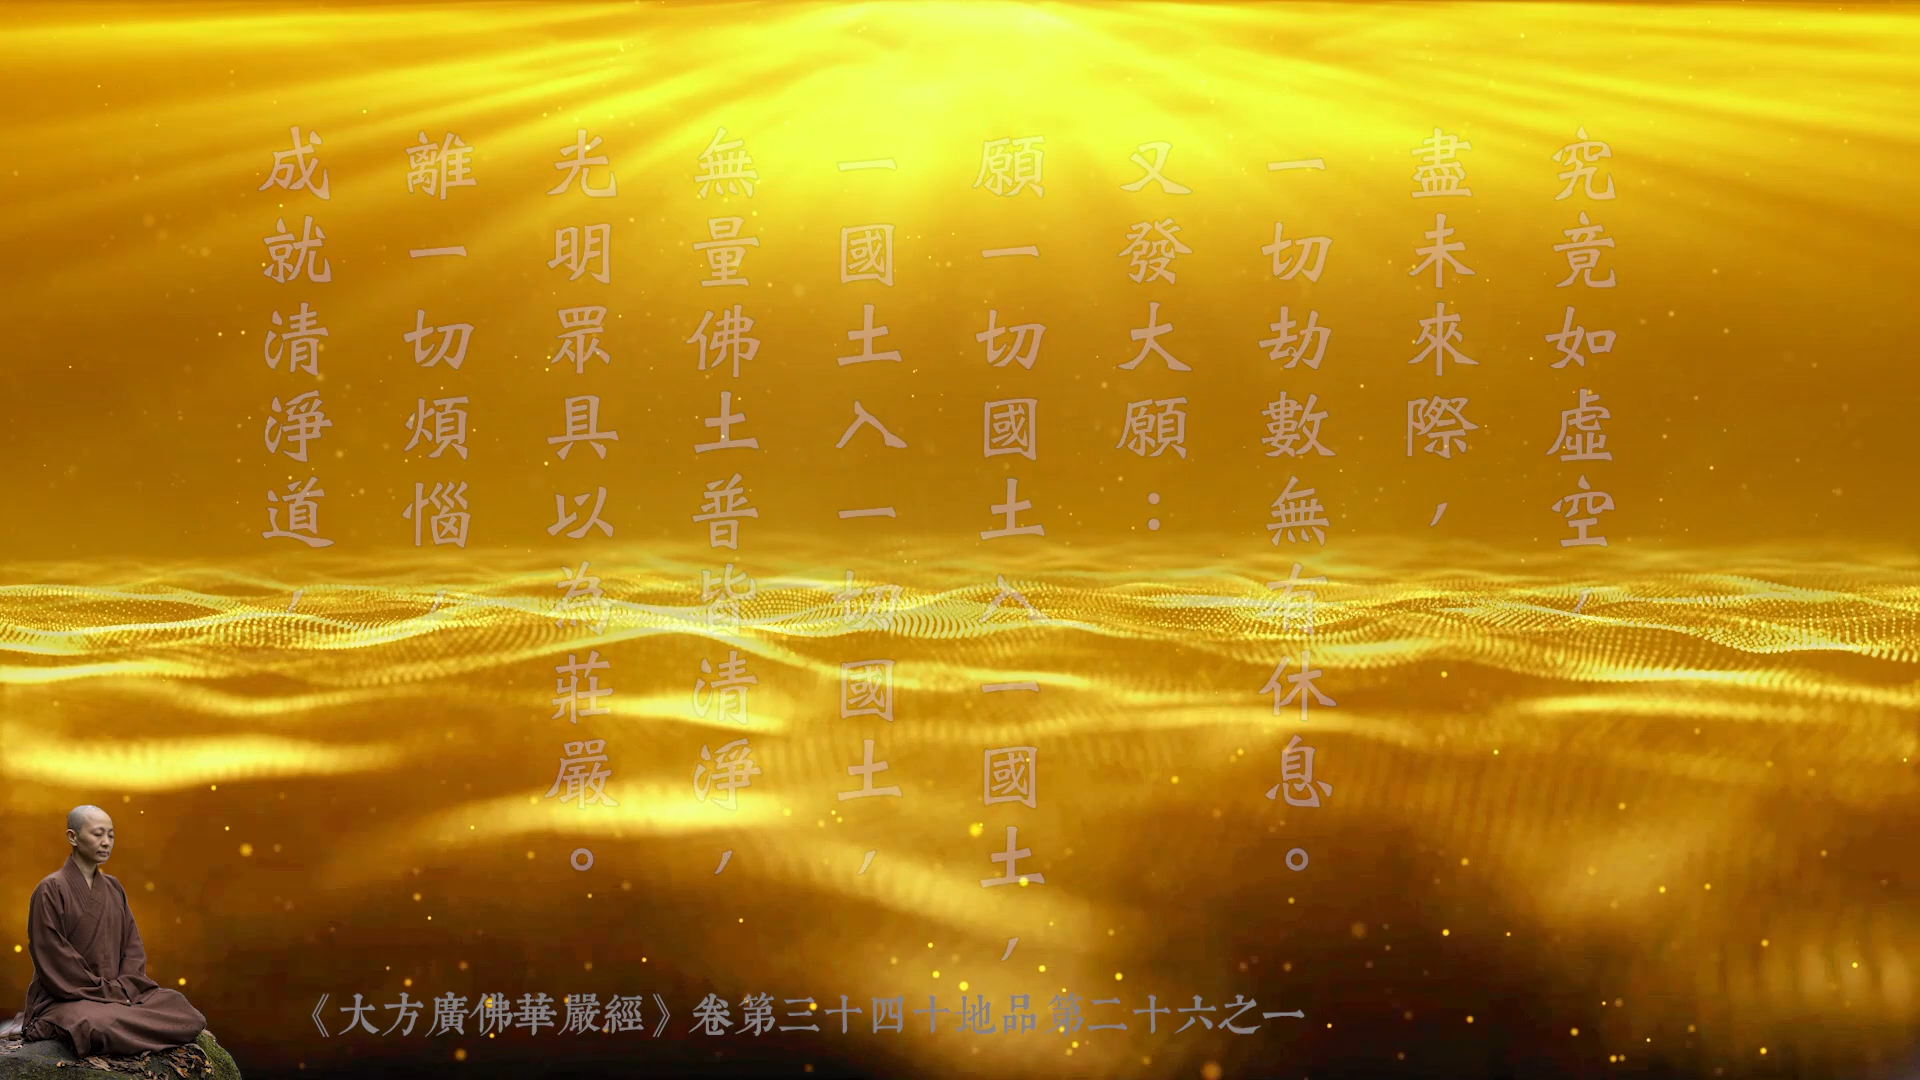 究竟如虛空，
盡未來際，
一切劫數無有休息。
又發大願：
願一切國土入一國土，
一國土入一切國土，
無量佛土普皆清淨，
光明眾具以為莊嚴。
離一切煩惱，
成就清淨道，
《大方廣佛華嚴經》卷第三十四十地品第二十六之一